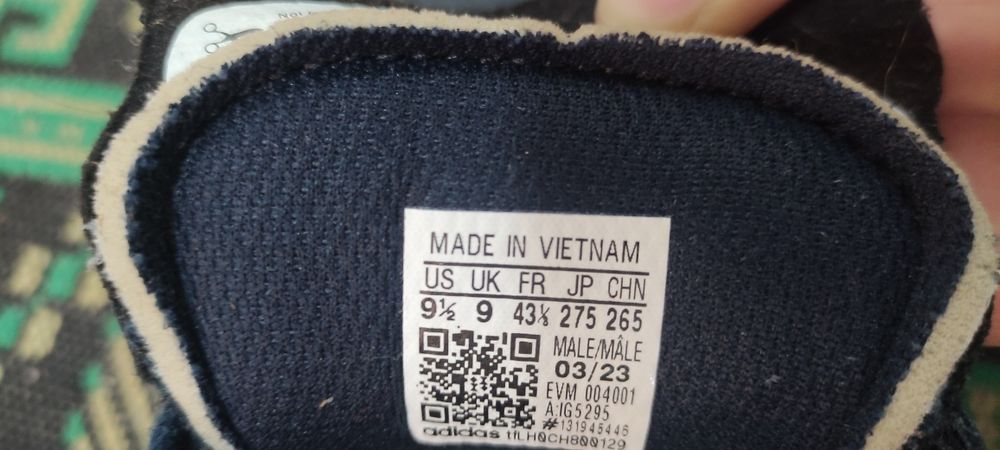 MADE IN VIETNAM
US UK FR JP CHN
9½ 9 43⅓ 275 265
MALE/MÂLE
03/23
EVM 004001
A:IG5295
#131945446
adidas tfLH0CH800129